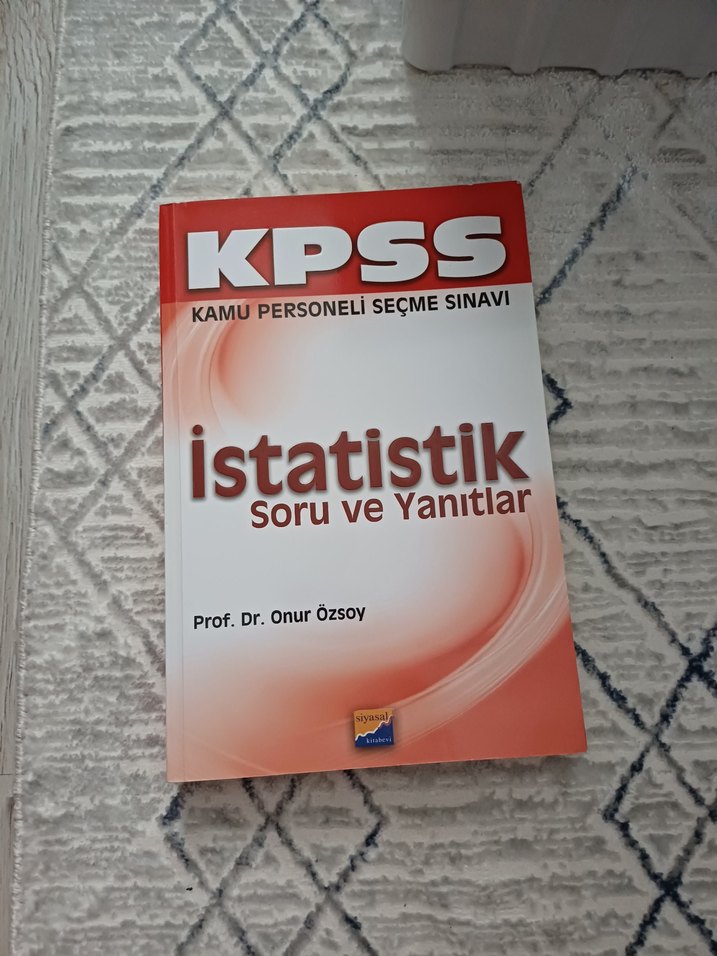 KPSS
KAMU PERSONELİ SEÇME SINAVI
İstatistik
Soru ve Yanıtlar
Prof. Dr. Onur Özsoy
siyasal
kitabevi